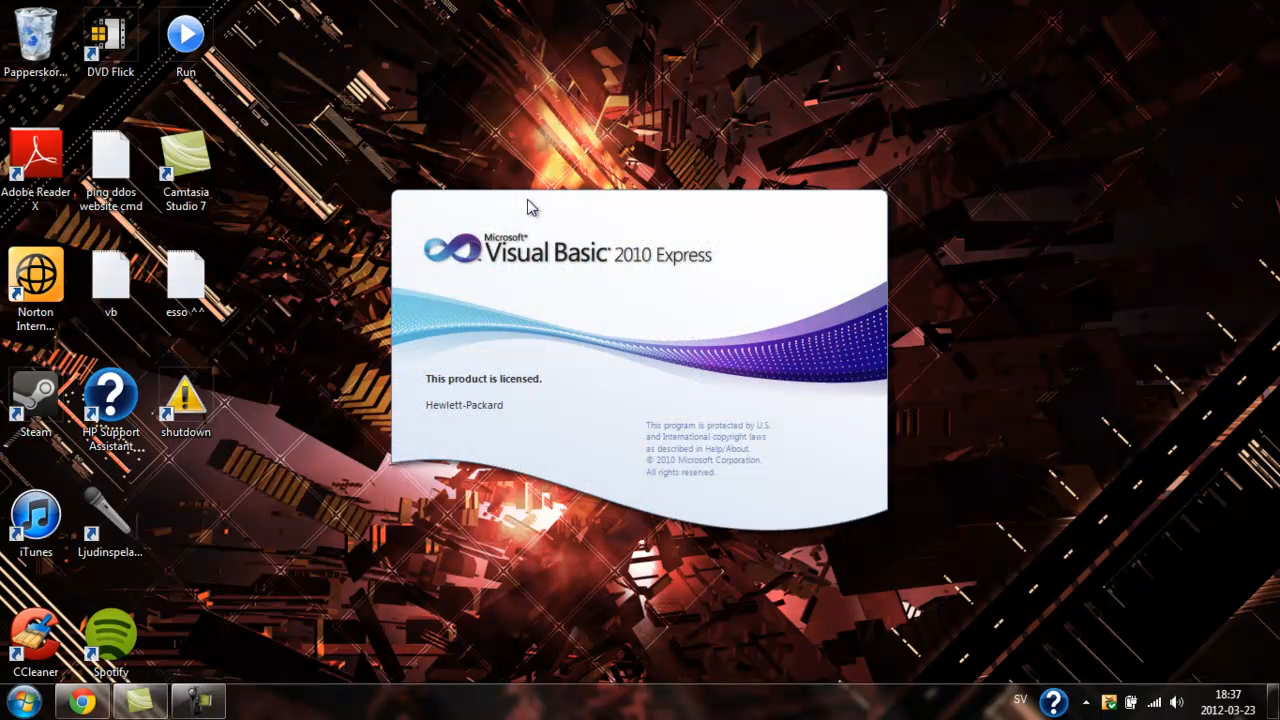 Papperskor...
DVD Flick
Run
Adobe Reader
X
ping ddos
website cmd
Camtasia
Studio 7
Norton
Intern...
vb
esso ^^
Steam
HP Support
Assistant...
shutdown
iTunes
Ljudinspela...
CCleaner
Spotify
Microsoft®
Visual Basic® 2010 Express
This product is licensed.
Hewlett-Packard
This program is protected by U.S.
and International copyright laws
as described in Help/About.
© 2010 Microsoft Corporation.
All rights reserved.
SV
18:37
2012-03-23